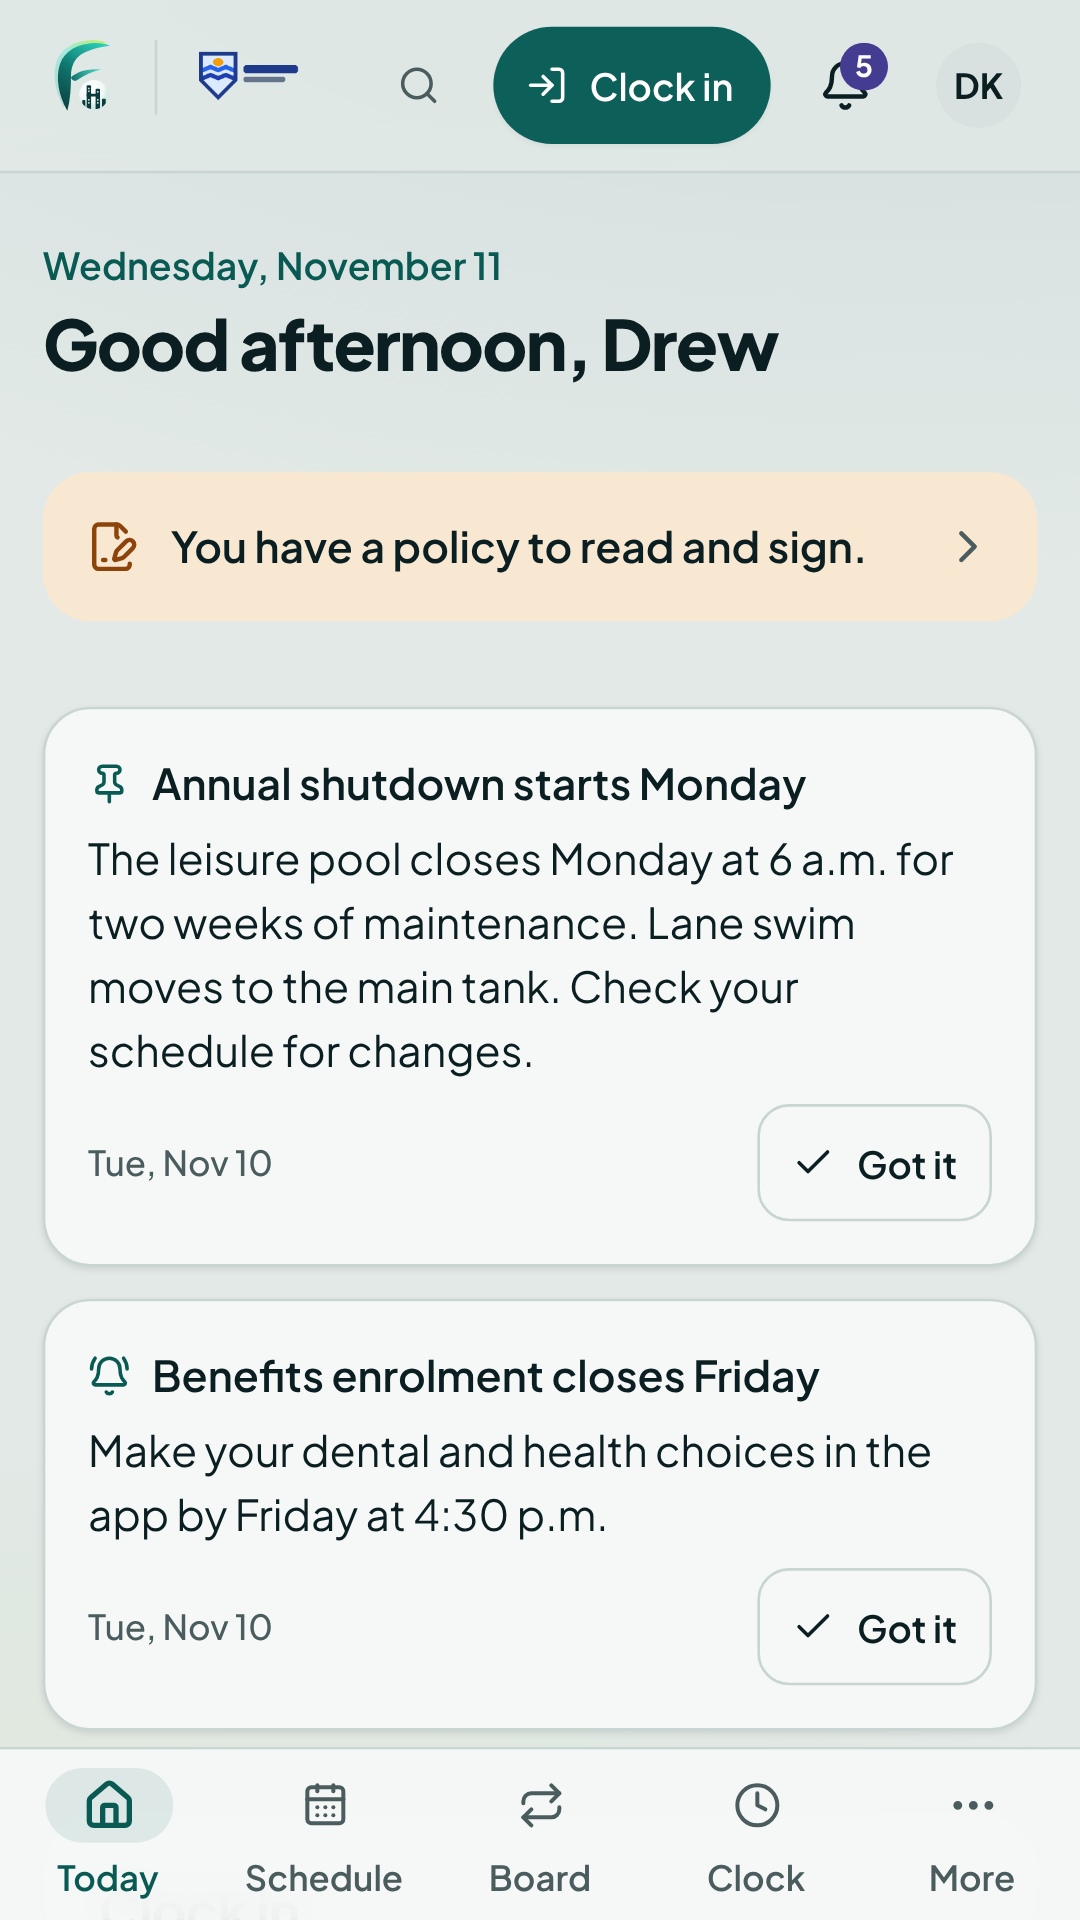 Clock in
5
DK
Wednesday, November 11
Good afternoon, Drew
You have a policy to read and sign.
Annual shutdown starts Monday
The leisure pool closes Monday at 6 a.m. for
two weeks of maintenance. Lane swim
moves to the main tank. Check your
schedule for changes.
Tue, Nov 10
Got it
Benefits enrolment closes Friday
Make your dental and health choices in the
app by Friday at 4:30 p.m.
Tue, Nov 10
Got it
Today
Schedule
Board
Clock
More
Clock in